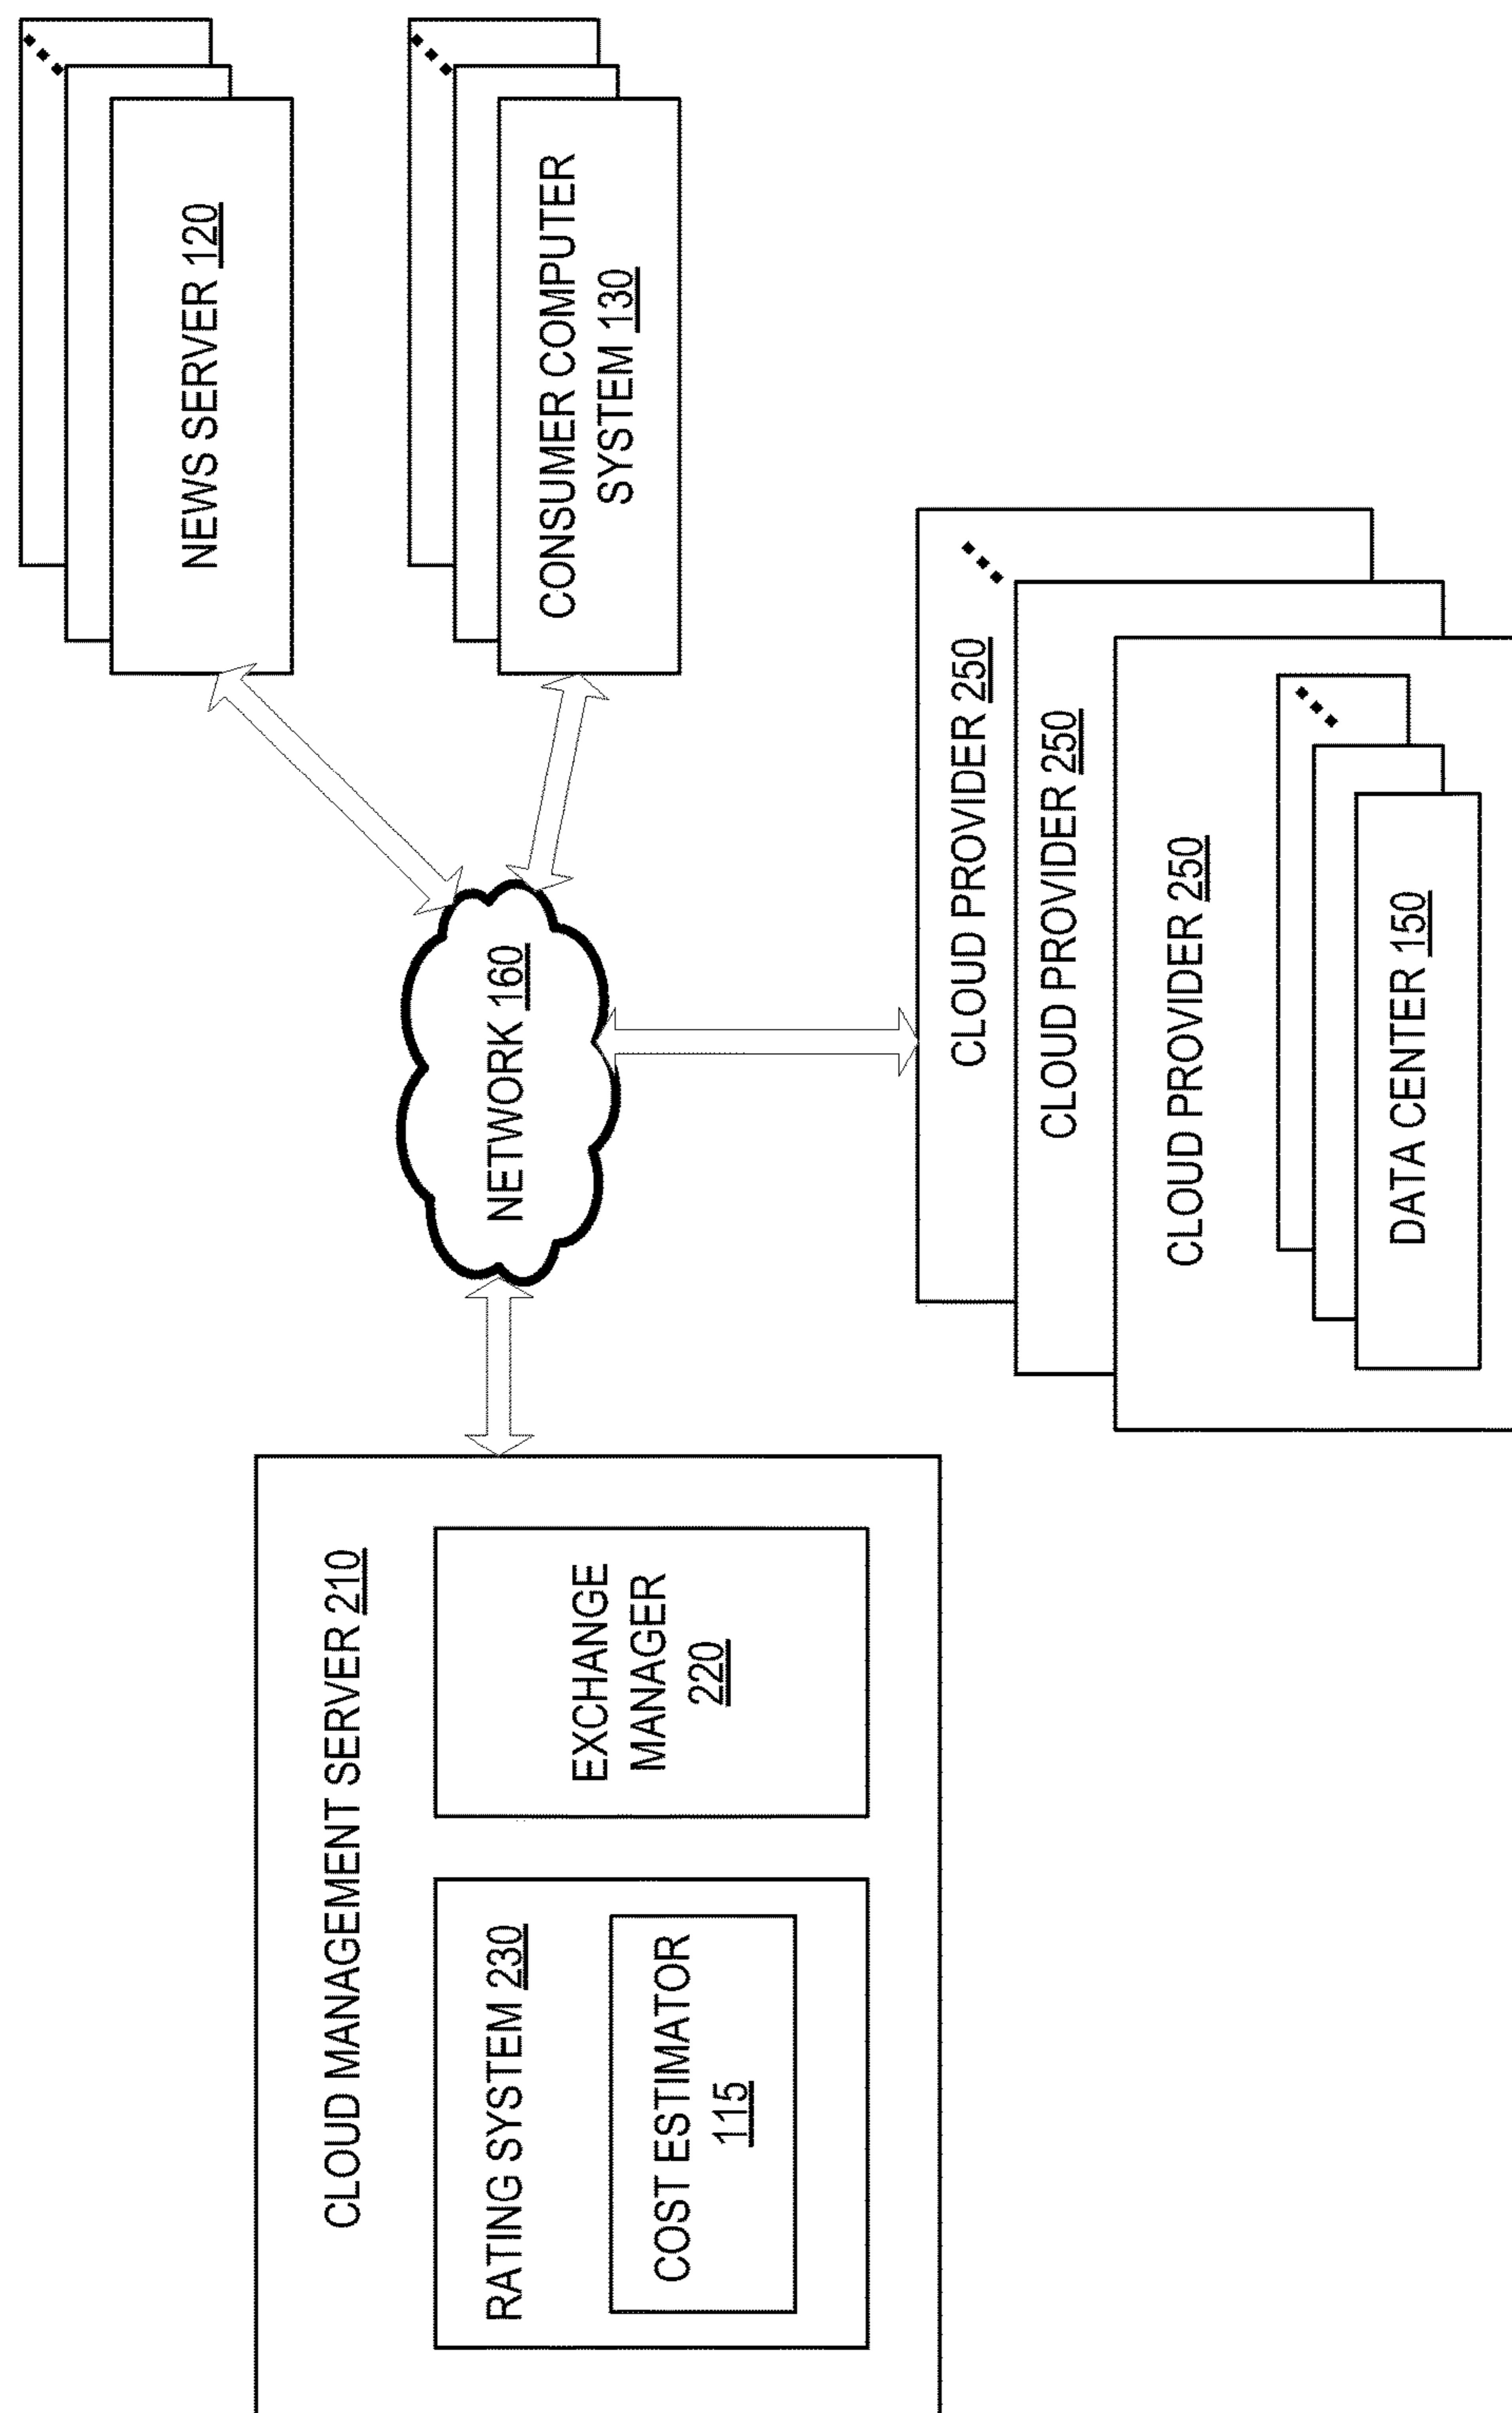 CLOUD MANAGEMENT SERVER 210
RATING SYSTEM 230
COST ESTIMATOR
115
EXCHANGE
MANAGER
220
NETWORK 160
NEWS SERVER 120
CONSUMER COMPUTER
SYSTEM 130
CLOUD PROVIDER 250
CLOUD PROVIDER 250
CLOUD PROVIDER 250
DATA CENTER 150